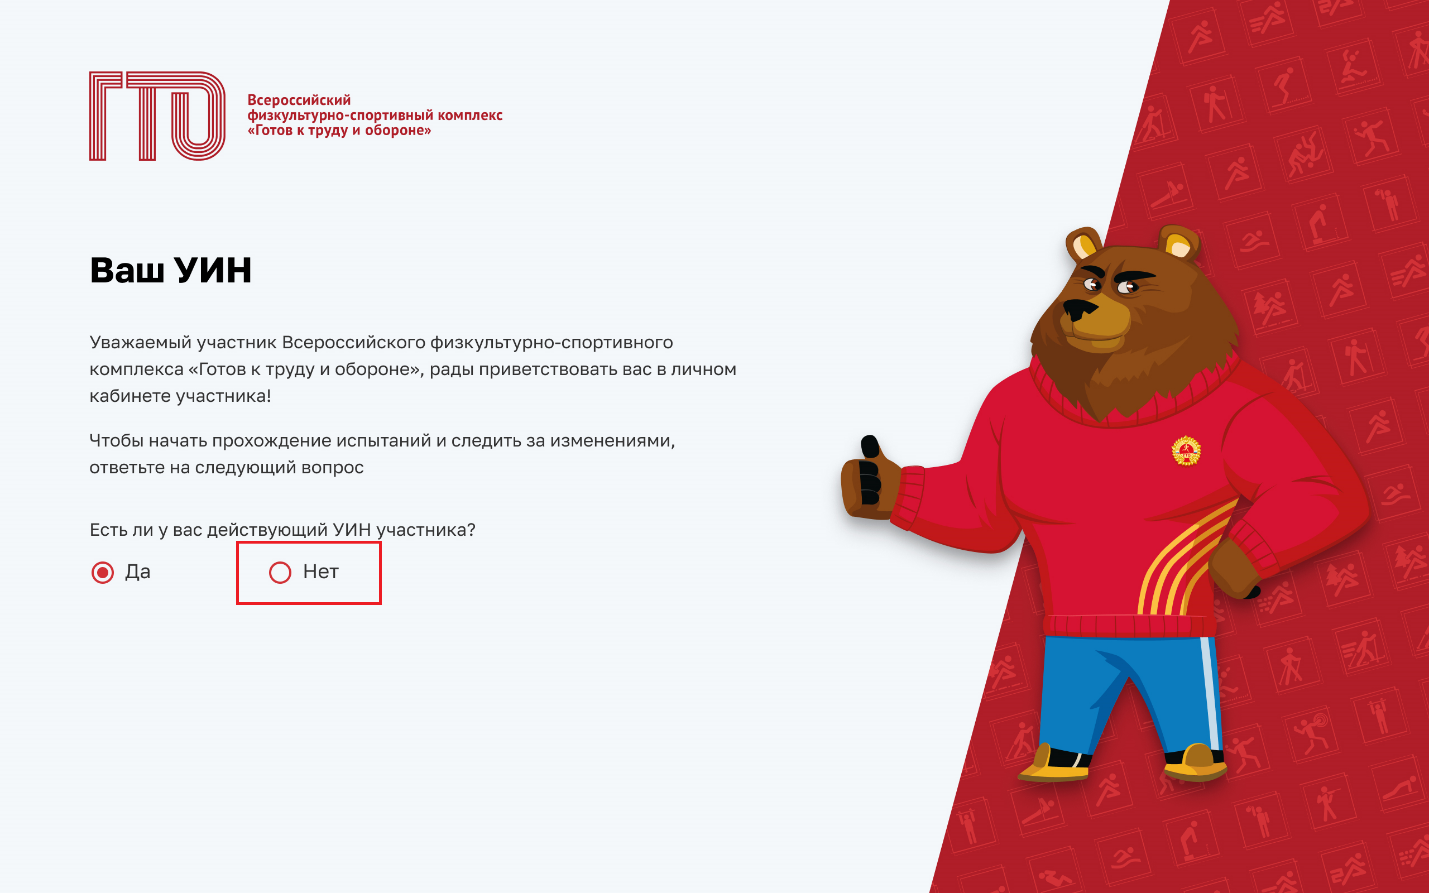 ГТО
Всероссийский
физкультурно-спортивный комплекс
«Готов к труду и обороне»
Ваш УИН
Уважаемый участник Всероссийского физкультурно-спортивного
комплекса «Готов к труду и обороне», рады приветствовать вас в личном
кабинете участника!
Чтобы начать прохождение испытаний и следить за изменениями,
ответьте на следующий вопрос
Есть ли у вас действующий УИН участника?
Да
Нет